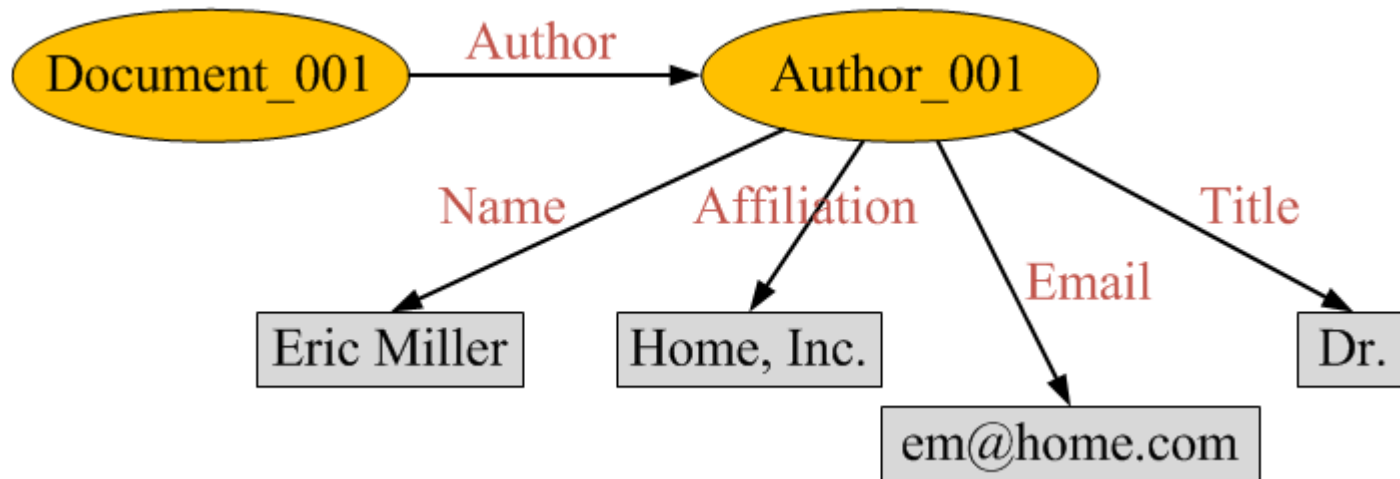 Author
Document_001
Author_001
Name
Affiliation
Title
Email
Eric Miller
Home, Inc.
Dr.
em@home.com